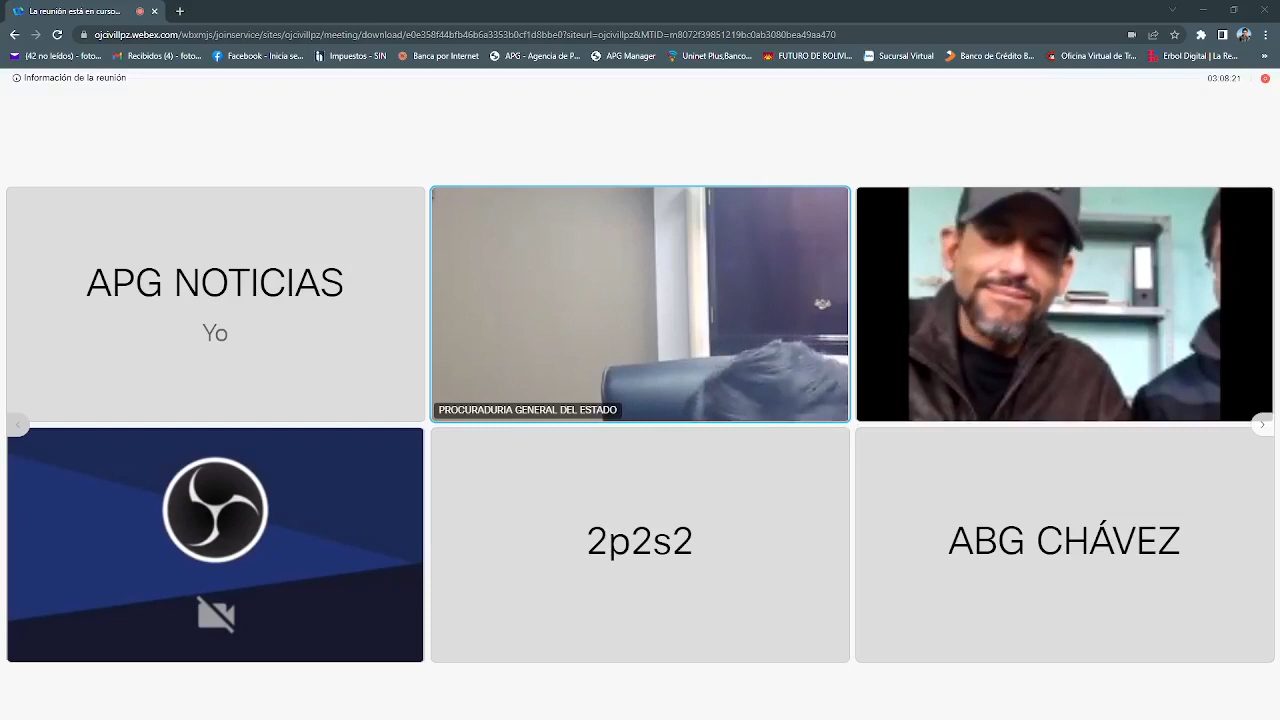 La reunión está en curso...
ojcivillpz.webex.com/wbxmjs/joinservice/sites/ojcivillpz/meeting/download/e0e358f44bfb46b6a3353b0cf1d8bbe0?siteurl=ojcivillpz&MTID=m8072f39851219bc0ab3080bea49aa470
(42 no leídos) - foto... Recibidos (4) - foto... Facebook - Inicia se... Impuestos - SIN Banca por Internet APG - Agencia de P... APG Manager Uninet Plus,Banco... FUTURO DE BOLIVI... Sucursal Virtual Banco de Crédito B... Oficina Virtual de Tr... Erbol Digital | La Re... »
Información de la reunión 03:08:21
APG NOTICIAS
Yo
PROCURADURIA GENERAL DEL ESTADO
2p2s2
ABG CHÁVEZ